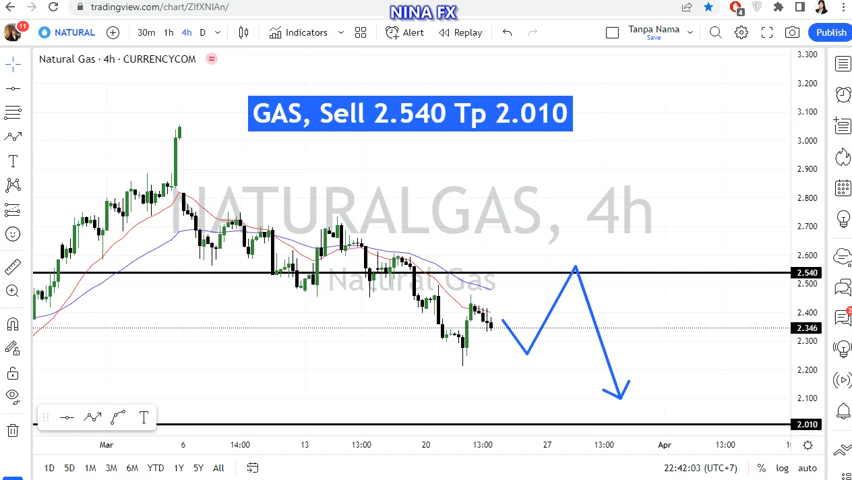 tradingview.com/chart/ZIfXNIAn/
NINA FX
11
NATURAL
30m 1h 4h D
Indicators
Alert
Replay
Tanpa Nama
Save
Publish
Natural Gas · 4h · CURRENCYCOM
GAS, Sell 2.540 Tp 2.010
NATURALGAS, 4h
Natural Gas
3.300
3.200
3.100
3.000
2.900
2.800
2.700
2.600
2.540
2.500
2.400
2.346
2.300
2.200
2.100
2.010
Mar 6 14:00 13 13:00 20 13:00 27 13:00 Apr 13:00
1D 5D 1M 3M 6M YTD 1Y 5Y All
22:42:03 (UTC+7) % log auto